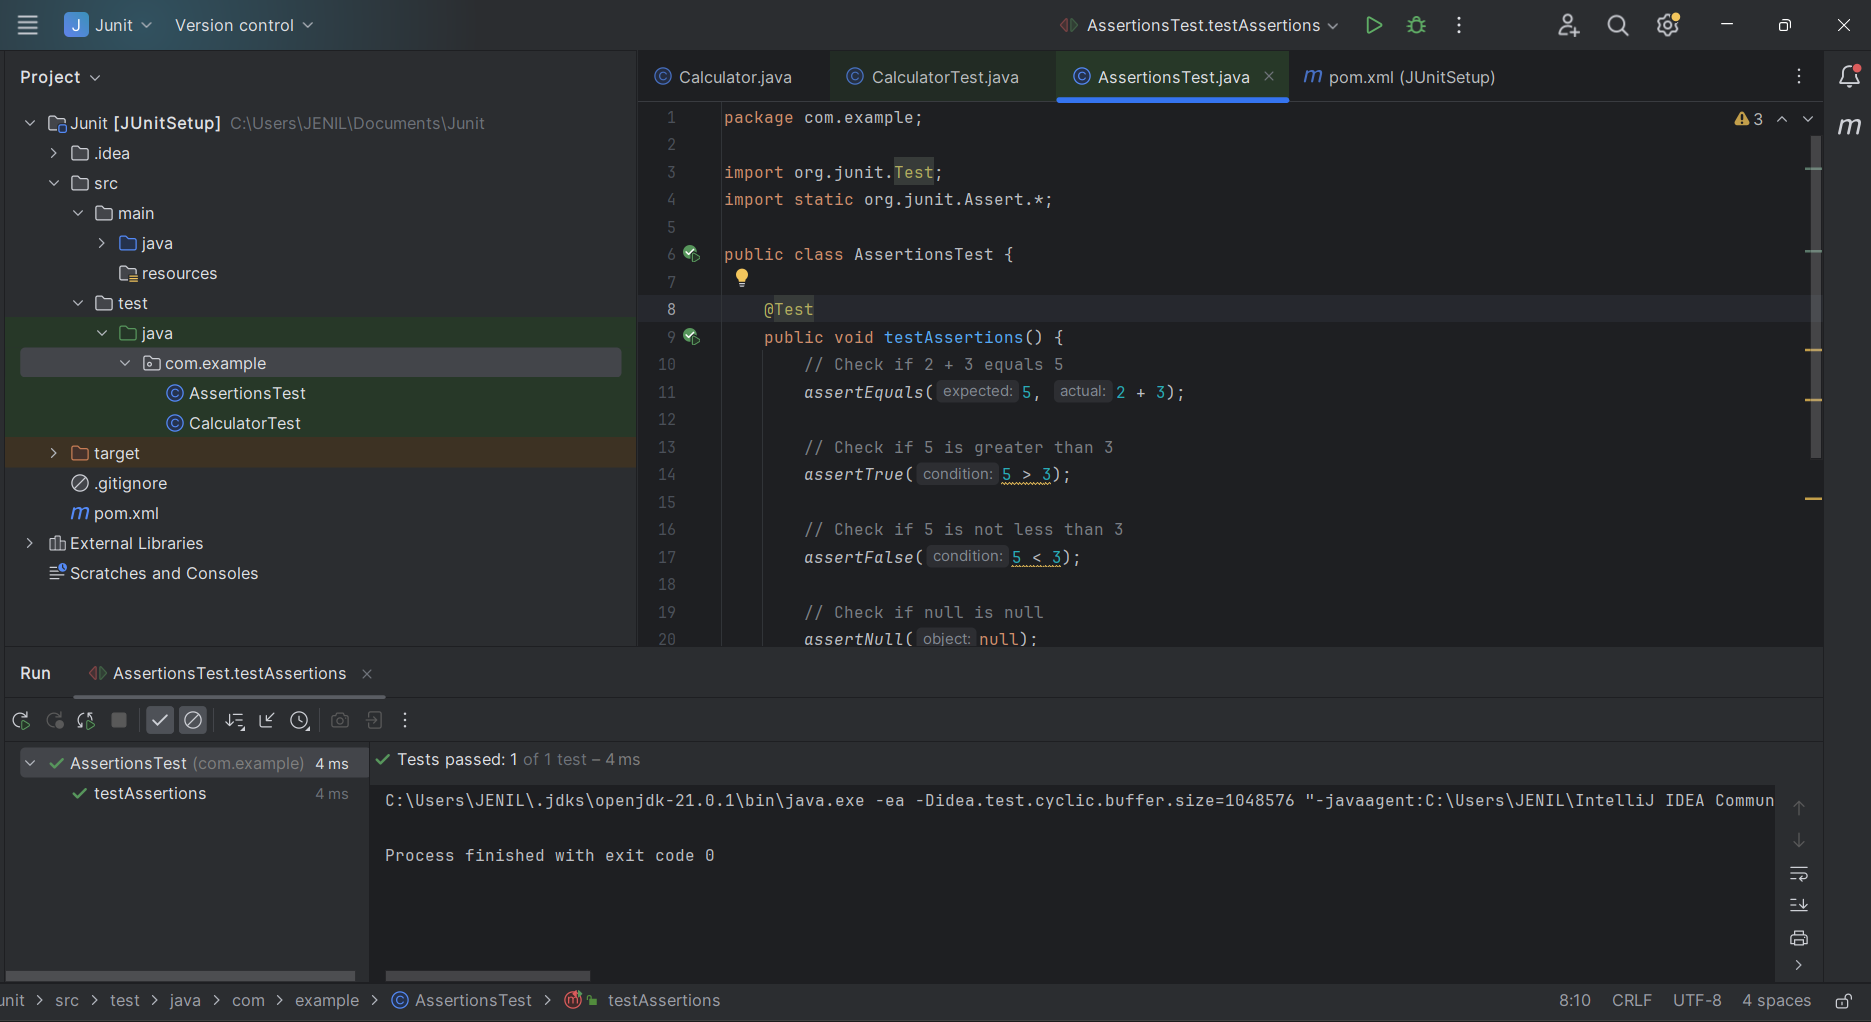 J Junit Version control AssertionsTest.testAssertions
Project
Junit [JUnitSetup] C:\Users\JENIL\Documents\Junit
.idea
src
main
java
resources
test
java
com.example
AssertionsTest
CalculatorTest
target
.gitignore
m pom.xml
External Libraries
Scratches and Consoles
Calculator.java CalculatorTest.java AssertionsTest.java m pom.xml (JUnitSetup)
3
m
1 package com.example;
2
3 import org.junit.Test;
4 import static org.junit.Assert.*;
5
6 public class AssertionsTest {
7
8 @Test
9 public void testAssertions() {
10 // Check if 2 + 3 equals 5
11 assertEquals( expected: 5, actual: 2 + 3);
12
13 // Check if 5 is greater than 3
14 assertTrue( condition: 5 > 3);
15
16 // Check if 5 is not less than 3
17 assertFalse( condition: 5 < 3);
18
19 // Check if null is null
20 assertNull( object: null);
Run AssertionsTest.testAssertions
AssertionsTest (com.example) 4 ms
testAssertions 4 ms
Tests passed: 1 of 1 test – 4 ms
C:\Users\JENIL\.jdks\openjdk-21.0.1\bin\java.exe -ea -Didea.test.cyclic.buffer.size=1048576 "-javaagent:C:\Users\JENIL\IntelliJ IDEA Commun
Process finished with exit code 0
unit > src > test > java > com > example > AssertionsTest > m testAssertions
8:10 CRLF UTF-8 4 spaces